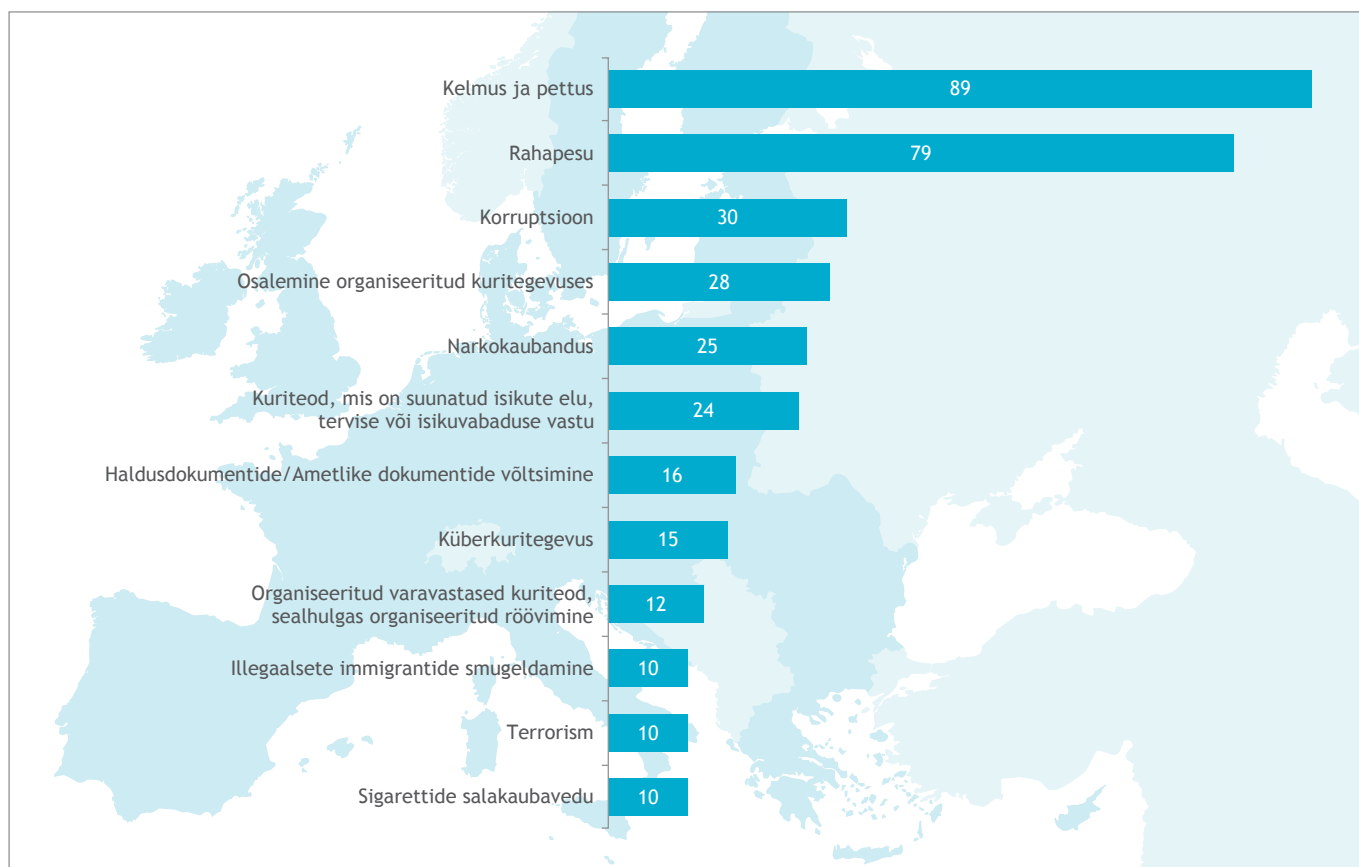 Kelmus ja pettus
89
Rahapesu
79
Korruptsioon
30
Osalemine organiseeritud kuritegevuses
28
Narkokaubandus
25
Kuriteod, mis on suunatud isikute elu,
tervise või isikuvabaduse vastu
24
Haldusdokumentide/Ametlike dokumentide võltsimine
16
Küberkuritegevus
15
Organiseeritud varavastased kuriteod,
sealhulgas organiseeritud röövimine
12
Illegaalsete immigrantide smugeldamine
10
Terrorism
10
Sigarettide salakaubavedu
10